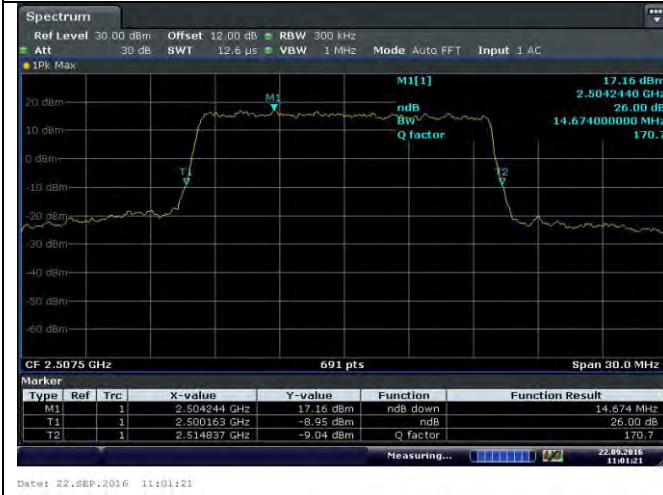 Spectrum
Ref Level 30.00 dBm Offset 12.00 dB RBW 300 kHz
Att 30 dB SWT 12.6 µs VBW 1 MHz Mode Auto FFT Input 1 AC
1Pk Max
M1[1] 17.16 dBm
2.5042440 GHz
20 dBm
M1
ndB 26.00 dB
10 dBm
Bw 14.674000000 MHz
Q factor 170.7
0 dBm
T1 T2
-10 dBm
-20 dBm
-30 dBm
-40 dBm
-50 dBm
-60 dBm
CF 2.5075 GHz 691 pts Span 30.0 MHz
Marker
Type Ref Trc X-value Y-value Function Function Result
M1 1 2.504244 GHz 17.16 dBm ndB down 14.674 MHz
T1 1 2.500163 GHz -8.95 dBm ndB 26.00 dB
T2 1 2.514837 GHz -9.04 dBm Q factor 170.7
Measuring... 22.09.2016
11:01:21
Date: 22.SEP.2016 11:01:21